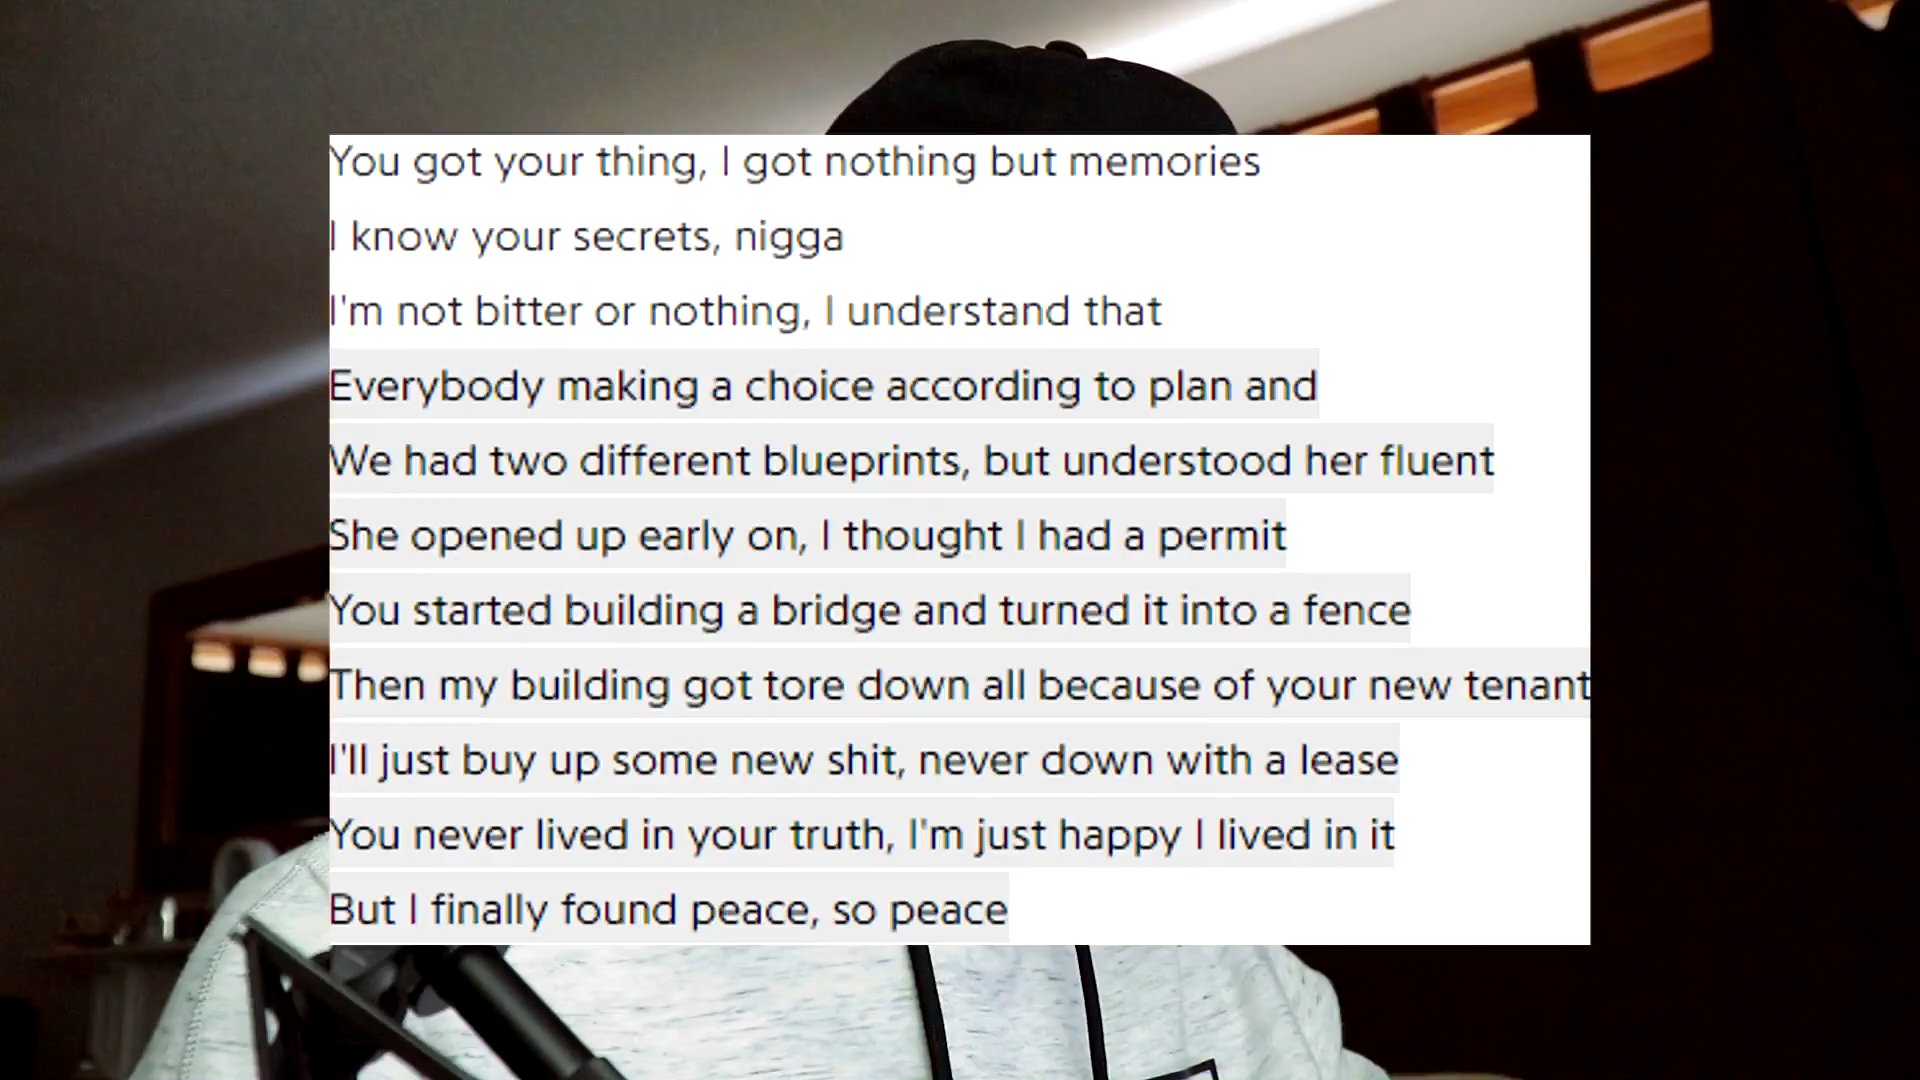 You got your thing, I got nothing but memories
I know your secrets, nigga
I'm not bitter or nothing, I understand that
Everybody making a choice according to plan and
We had two different blueprints, but understood her fluent
She opened up early on, I thought I had a permit
You started building a bridge and turned it into a fence
Then my building got tore down all because of your new tenant
I'll just buy up some new shit, never down with a lease
You never lived in your truth, I'm just happy I lived in it
But I finally found peace, so peace